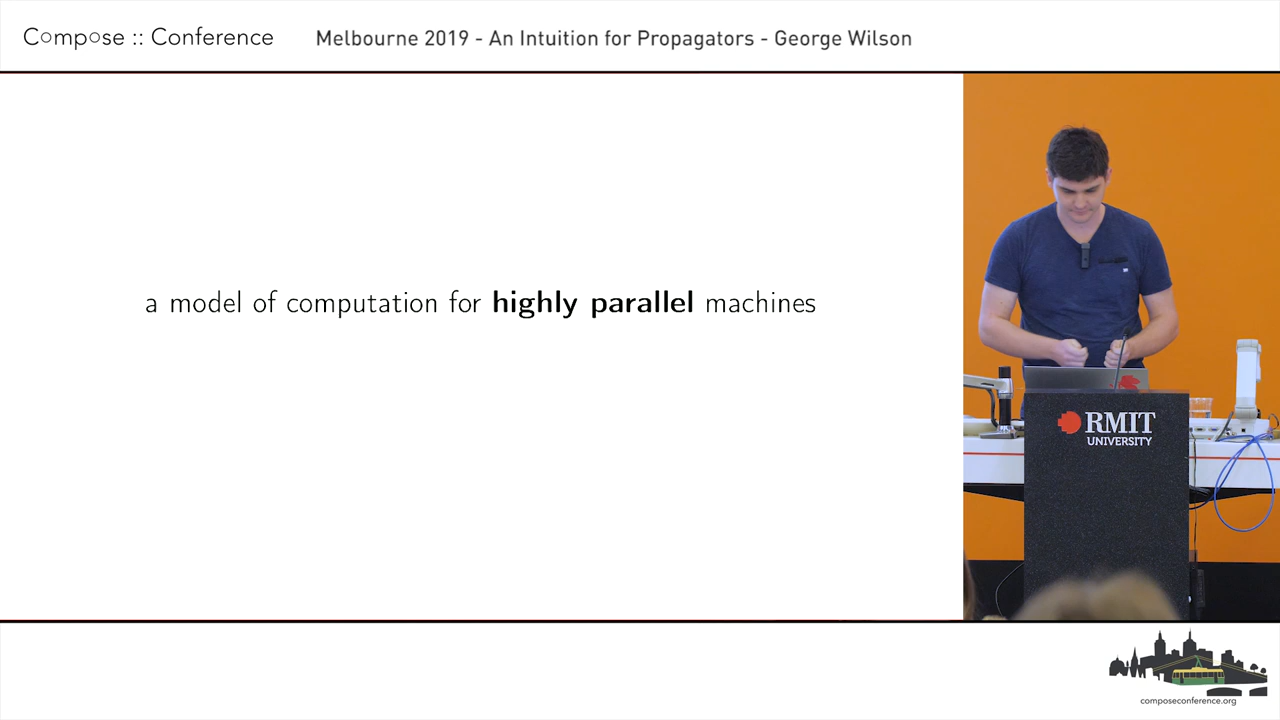 Compose :: Conference
Melbourne 2019 - An Intuition for Propagators - George Wilson
a model of computation for highly parallel machines
RMIT
UNIVERSITY
composeconference.org